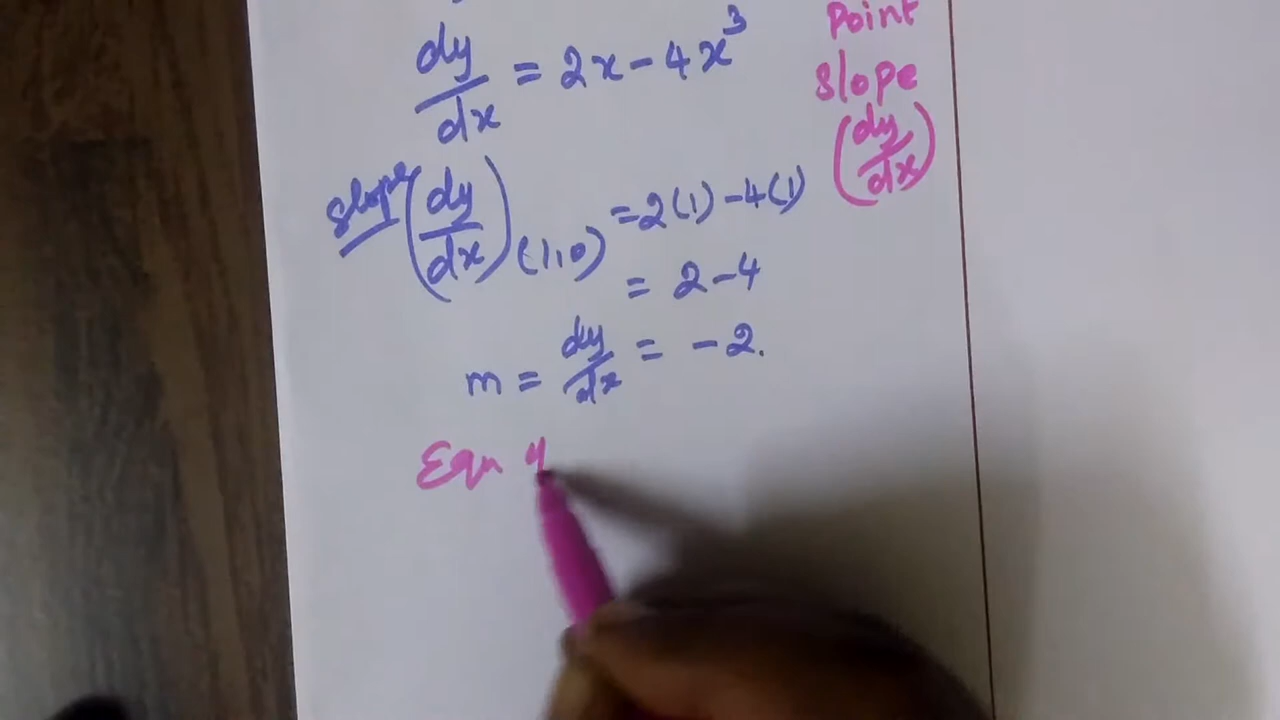 dy/dx = 2x - 4x³
Point
Slope
(dy/dx)
Slope (dy/dx)(1,0) = 2(1) - 4(1)
= 2 - 4
m = dy/dx = -2.
Eqn